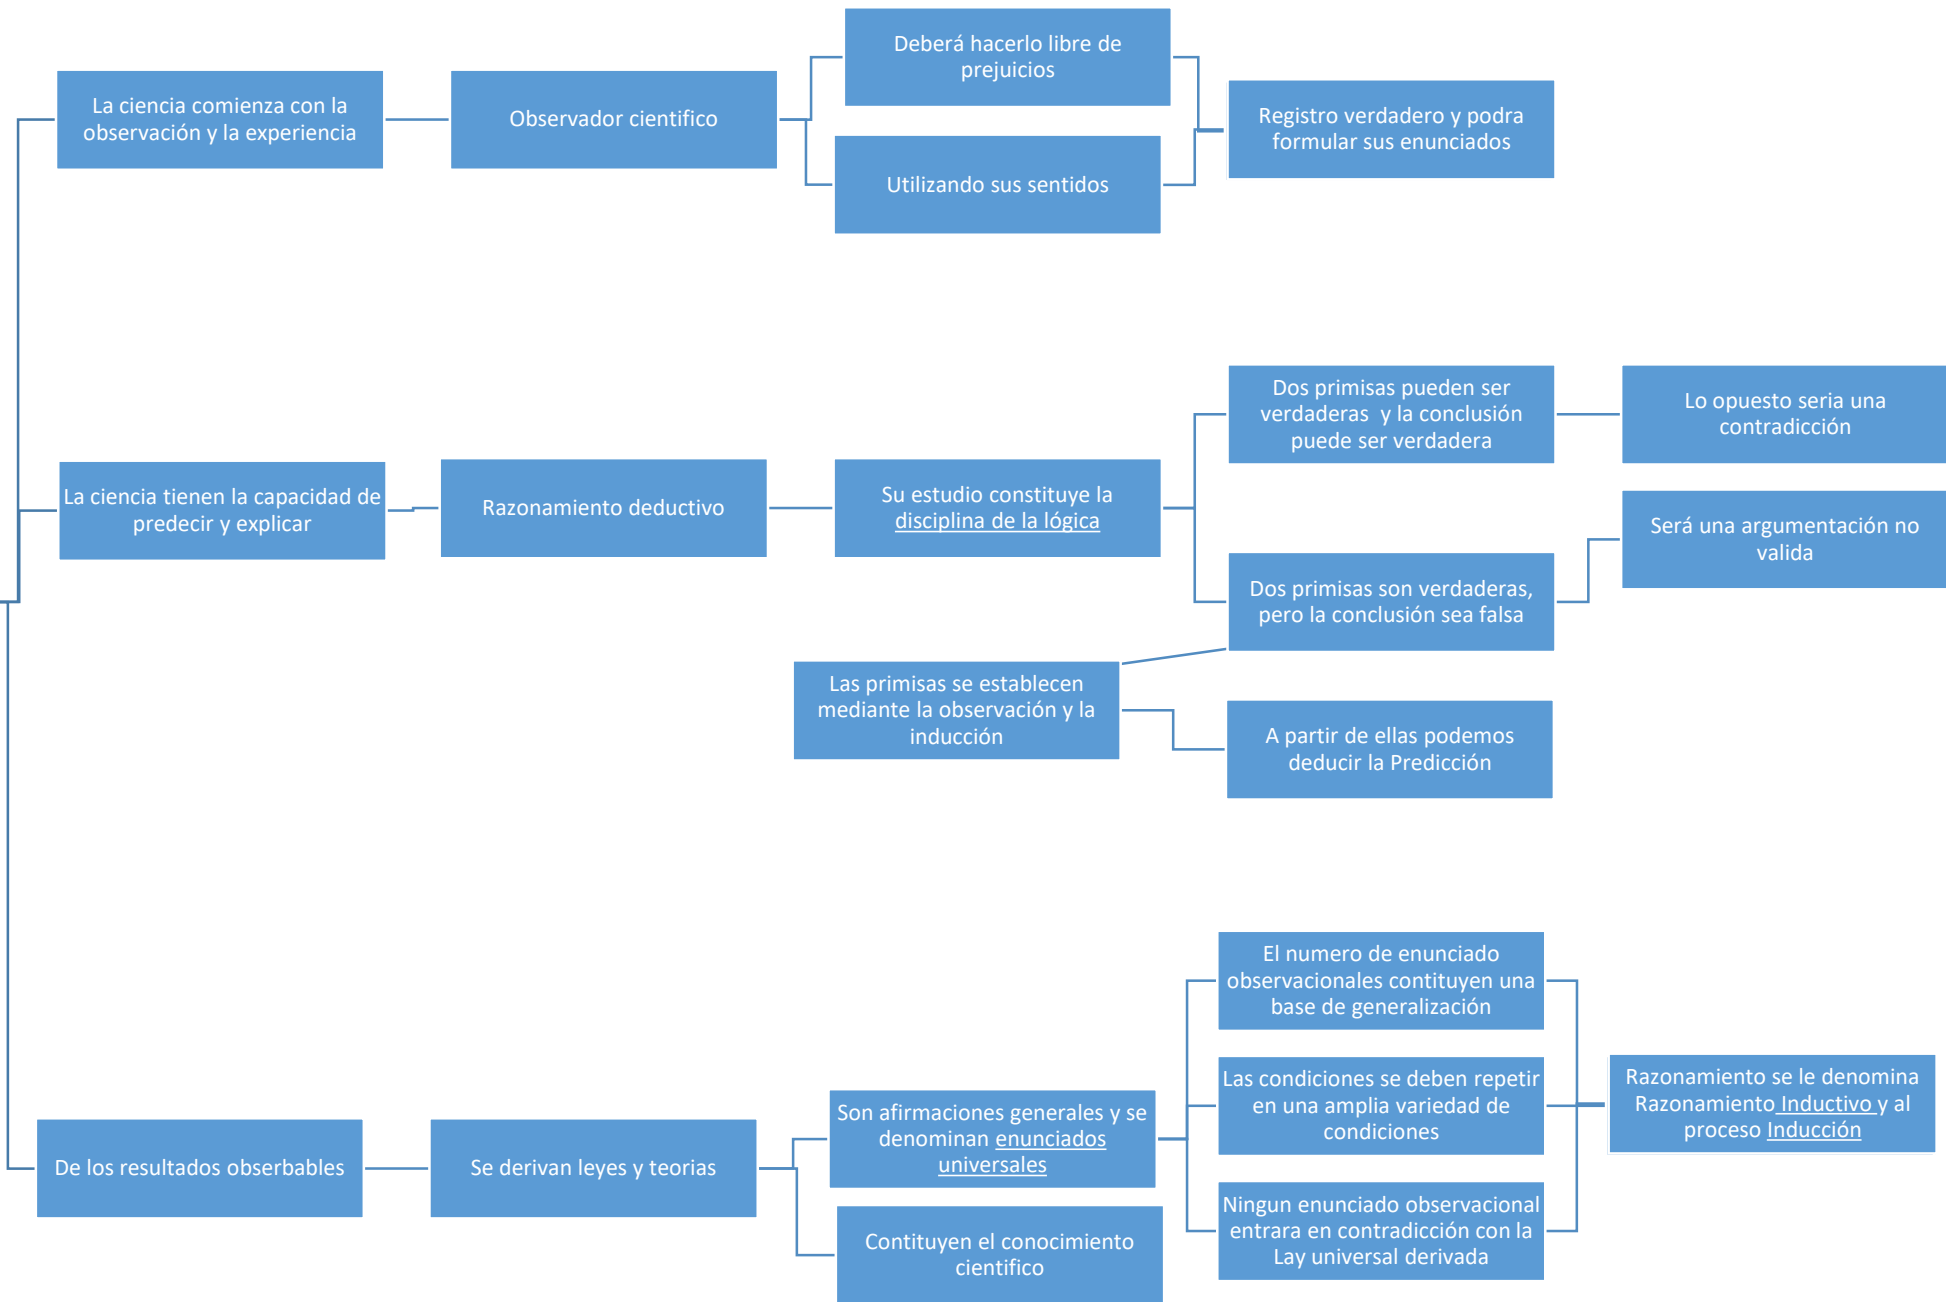 La ciencia comienza con la
observación y la experiencia
Observador cientifico
Deberá hacerlo libre de
prejuicios
Utilizando sus sentidos
Registro verdadero y podra
formular sus enunciados
La ciencia tienen la capacidad de
predecir y explicar
Razonamiento deductivo
Su estudio constituye la
disciplina de la lógica
Dos primisas pueden ser
verdaderas y la conclusión
puede ser verdadera
Lo opuesto seria una
contradicción
Dos primisas son verdaderas,
pero la conclusión sea falsa
Será una argumentación no
valida
Las primisas se establecen
mediante la observación y la
inducción
A partir de ellas podemos
deducir la Predicción
De los resultados obserbables
Se derivan leyes y teorias
Son afirmaciones generales y se
denominan enunciados
universales
Contituyen el conocimiento
cientifico
El numero de enunciado
observacionales contituyen una
base de generalización
Las condiciones se deben repetir
en una amplia variedad de
condiciones
Ningun enunciado observacional
entrara en contradicción con la
Lay universal derivada
Razonamiento se le denomina
Razonamiento Inductivo y al
proceso Inducción